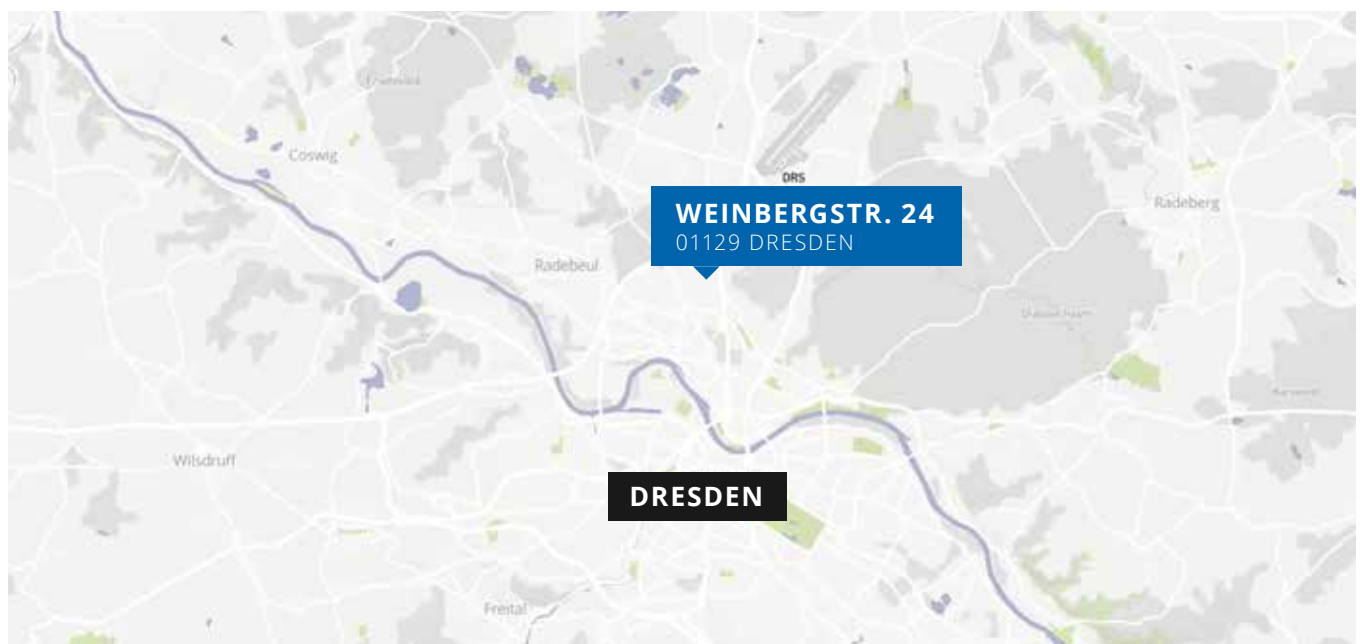 Coswig
DRS
WEINBERGSTR. 24
01129 DRESDEN
Radeberg
Radebeul
Wilsdruff
DRESDEN
Freital